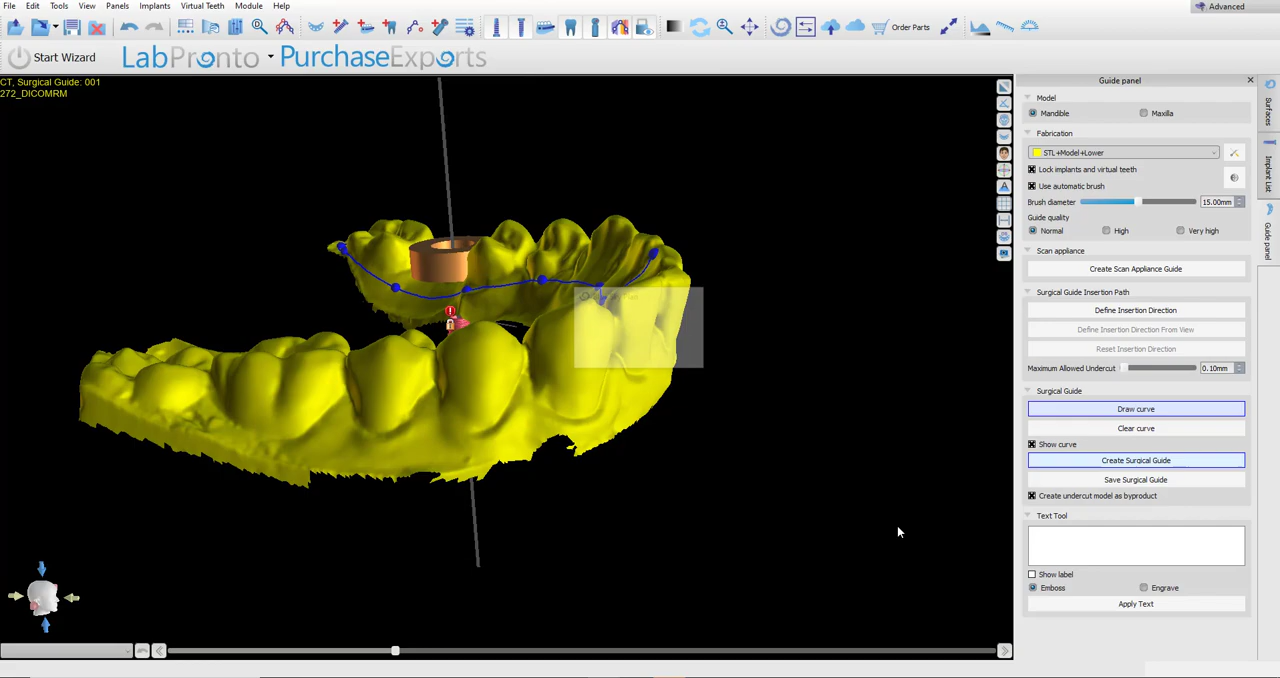 File Edit Tools View Panels Implants Virtual Teeth Module Help
Advanced
Order Parts
Start Wizard
LabPronto
PurchaseExports
CT, Surgical Guide: 001
272_DICOMRM
Guide panel
Model
Mandible Maxilla
Fabrication
STL+Model+Lower
Lock implants and virtual teeth
Use automatic brush
Brush diameter 15.00mm
Guide quality
Normal High Very high
Scan appliance
Create Scan Appliance Guide
Surgical Guide Insertion Path
Define Insertion Direction
Define Insertion Direction From View
Reset Insertion Direction
Maximum Allowed Undercut 0.10mm
Surgical Guide
Draw curve
Clear curve
Show curve
Create Surgical Guide
Save Surgical Guide
Create undercut model as byproduct
Text Tool
Show label
Emboss Engrave
Apply Text
Surfaces
Implant List
Guide panel